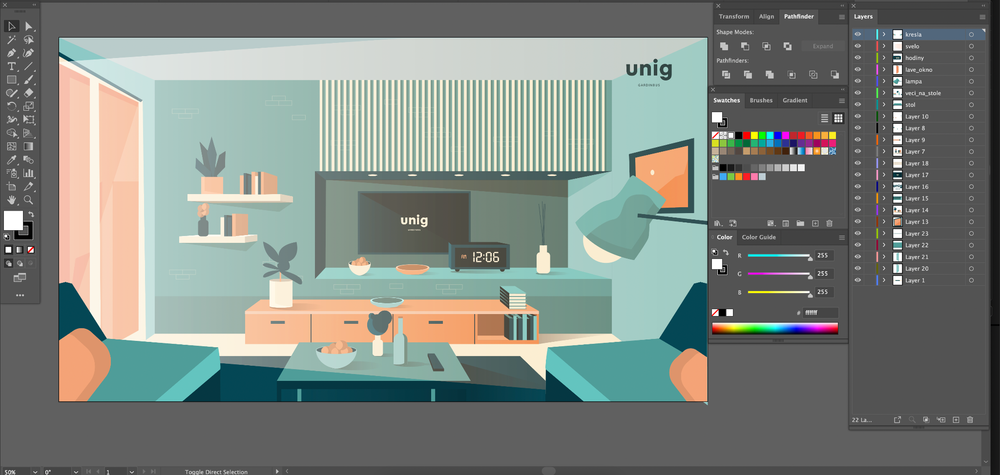 Transform Align Pathfinder
Shape Modes:
Expand
Pathfinders:
Layers
kresla
svelo
hodiny
lave_okno
lampa
veci_na_stole
stol
Layer 10
Layer 8
Layer 9
Layer 7
Layer 18
Layer 17
Layer 16
Layer 15
Layer 14
Layer 13
Layer 23
Layer 22
Layer 21
Layer 20
Layer 1
22 La...
Swatches Brushes Gradient
Color Color Guide
R 255
G 255
B 255
# ffffff
unig
GARDINBUS
unig
GARDINBUS
AM 12:06
50% 0° 1 Toggle Direct Selection